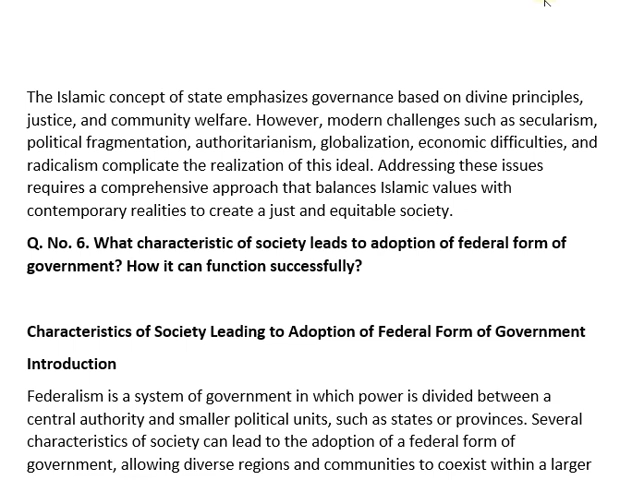 The Islamic concept of state emphasizes governance based on divine principles,
justice, and community welfare. However, modern challenges such as secularism,
political fragmentation, authoritarianism, globalization, economic difficulties, and
radicalism complicate the realization of this ideal. Addressing these issues
requires a comprehensive approach that balances Islamic values with
contemporary realities to create a just and equitable society.
Q. No. 6. What characteristic of society leads to adoption of federal form of
government? How it can function successfully?
Characteristics of Society Leading to Adoption of Federal Form of Government
Introduction
Federalism is a system of government in which power is divided between a
central authority and smaller political units, such as states or provinces. Several
characteristics of society can lead to the adoption of a federal form of
government, allowing diverse regions and communities to coexist within a larger